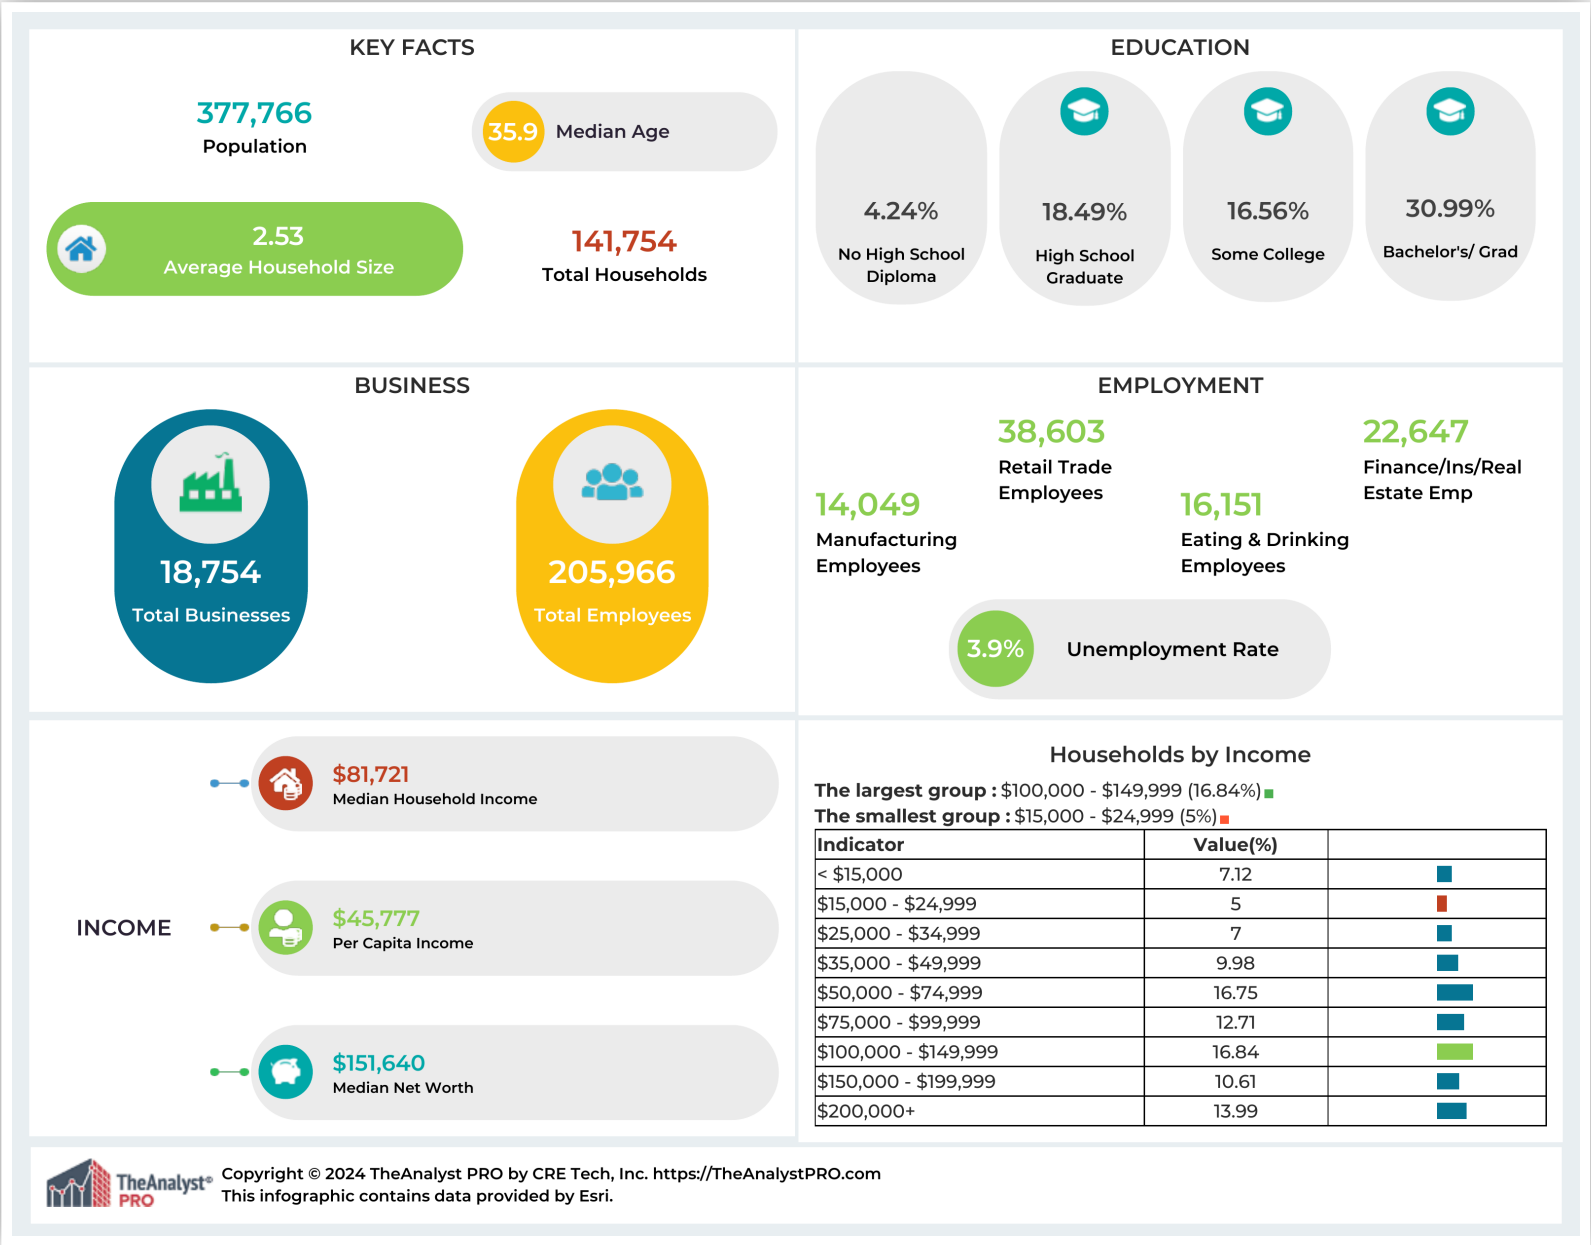 KEY FACTS
377,766
Population
35.9 Median Age
2.53
Average Household Size
141,754
Total Households
EDUCATION
4.24%
No High School
Diploma
18.49%
High School
Graduate
16.56%
Some College
30.99%
Bachelor's/ Grad
BUSINESS
18,754
Total Businesses
205,966
Total Employees
EMPLOYMENT
14,049
Manufacturing
Employees
38,603
Retail Trade
Employees
16,151
Eating & Drinking
Employees
22,647
Finance/Ins/Real
Estate Emp
3.9% Unemployment Rate
INCOME
$81,721
Median Household Income
$45,777
Per Capita Income
$151,640
Median Net Worth
Households by Income
The largest group : $100,000 - $149,999 (16.84%)
The smallest group : $15,000 - $24,999 (5%)
Indicator Value(%)
< $15,000 7.12
$15,000 - $24,999 5
$25,000 - $34,999 7
$35,000 - $49,999 9.98
$50,000 - $74,999 16.75
$75,000 - $99,999 12.71
$100,000 - $149,999 16.84
$150,000 - $199,999 10.61
$200,000+ 13.99
TheAnalyst®
PRO
Copyright © 2024 TheAnalyst PRO by CRE Tech, Inc. https://TheAnalystPRO.com
This infographic contains data provided by Esri.